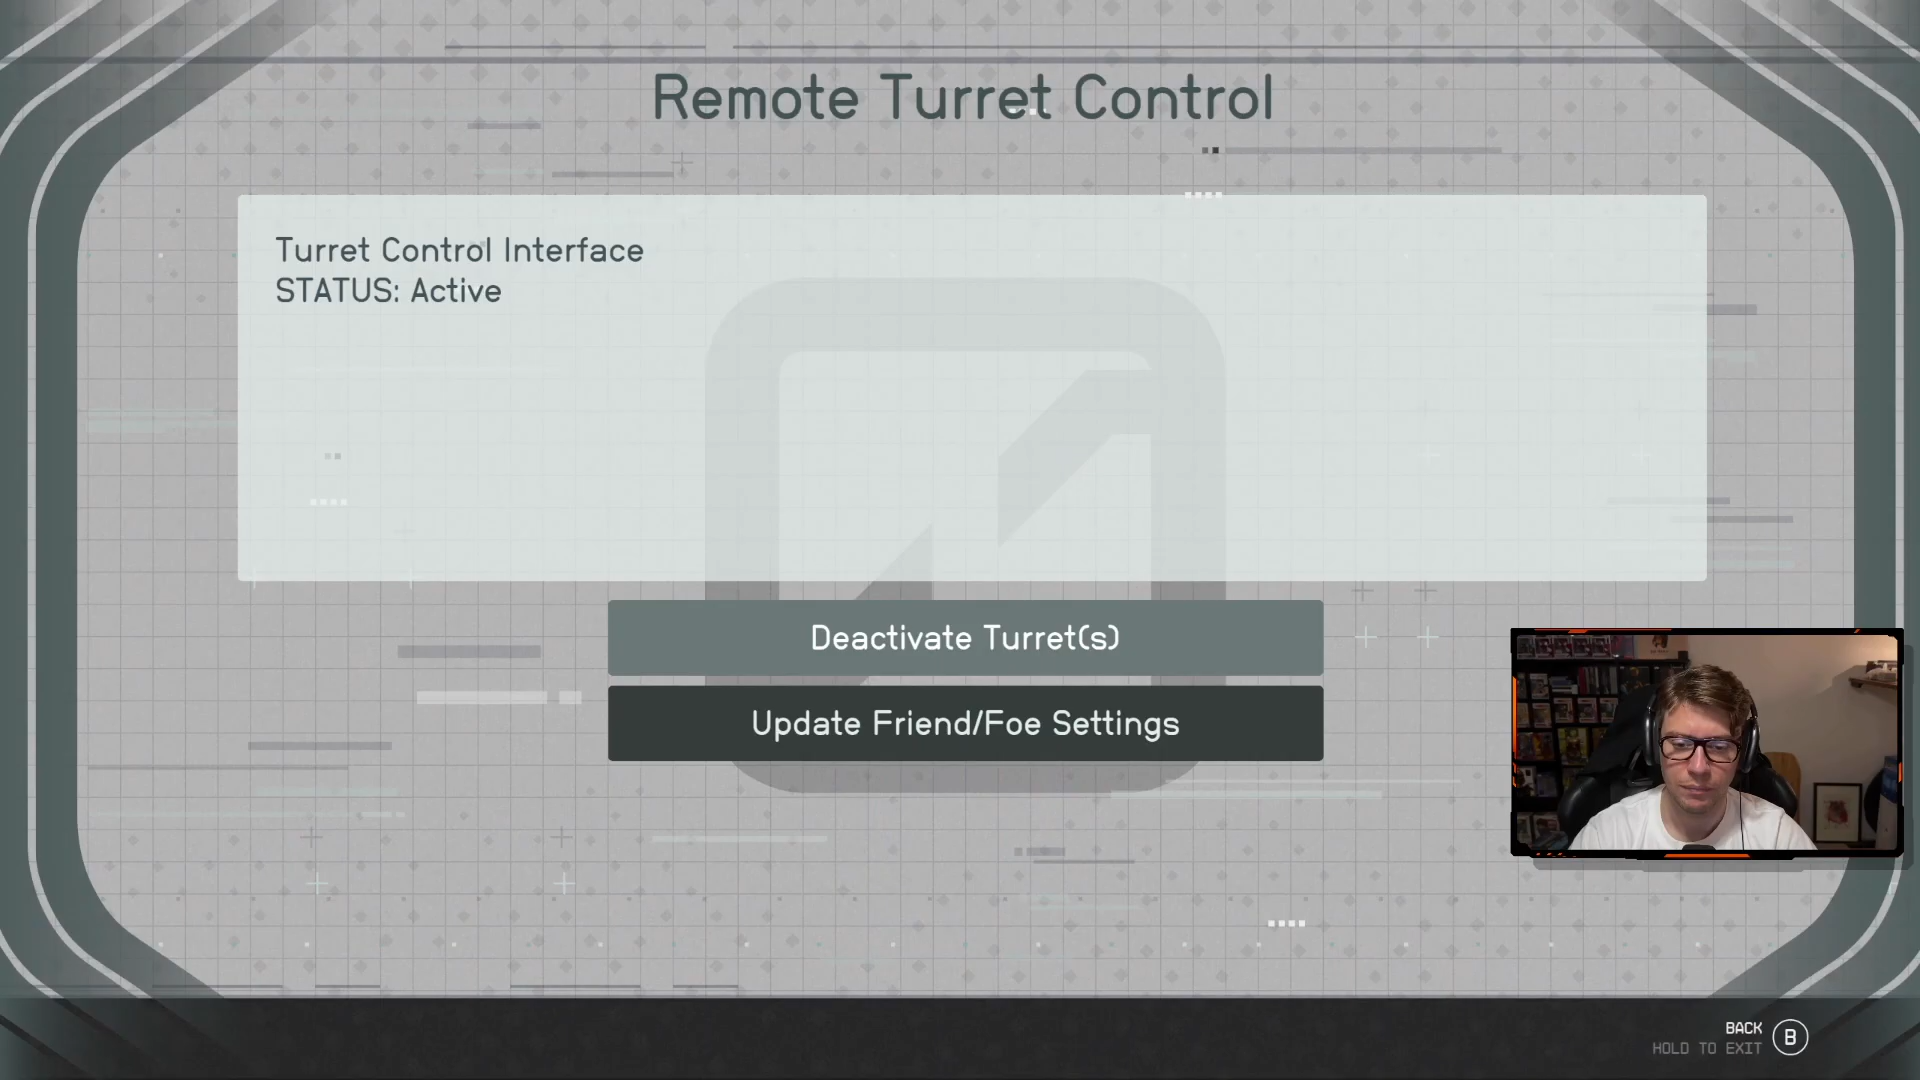 Remote Turret Control
Turret Control Interface
STATUS: Active
Deactivate Turret(s)
Update Friend/Foe Settings
BACK
HOLD TO EXIT
B